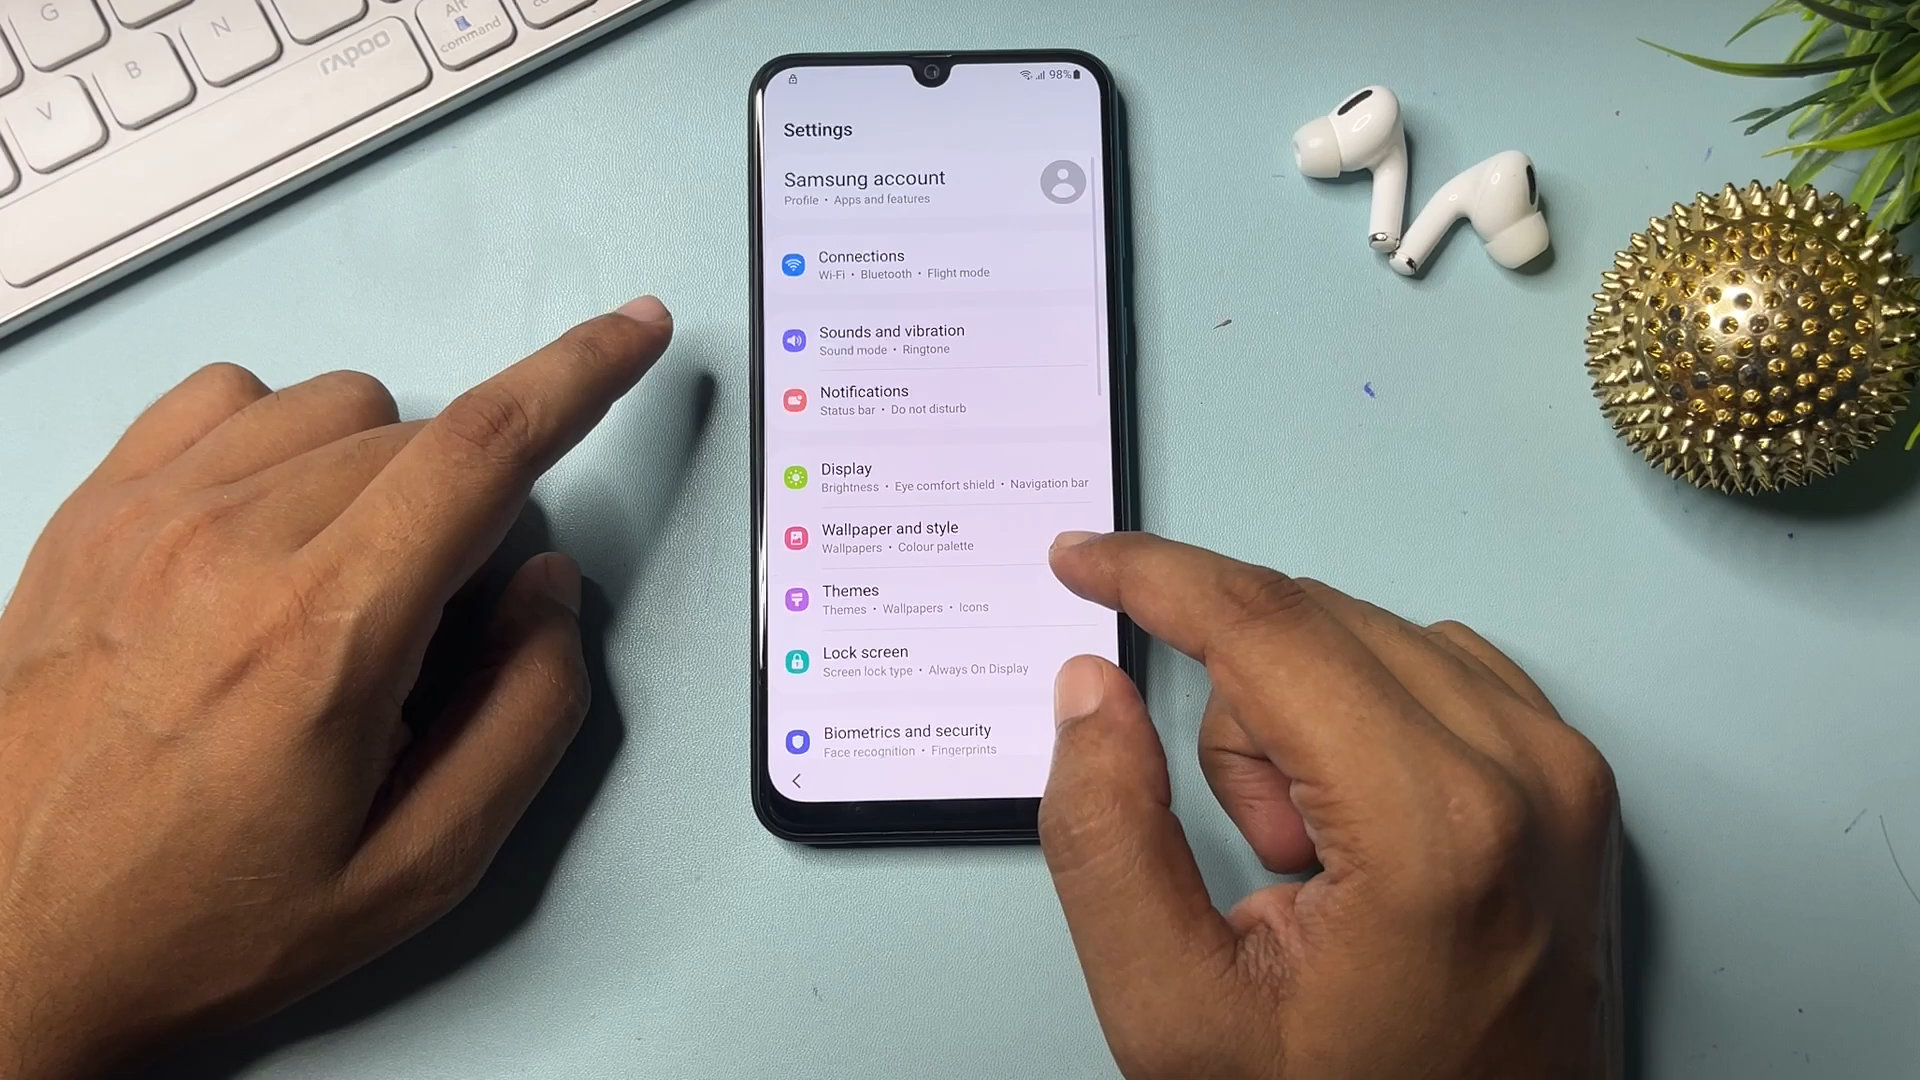 G
N
B
V
rapoo
Alt
command
98%
Settings
Samsung account
Profile • Apps and features
Connections
Wi-Fi • Bluetooth • Flight mode
Sounds and vibration
Sound mode • Ringtone
Notifications
Status bar • Do not disturb
Display
Brightness • Eye comfort shield • Navigation bar
Wallpaper and style
Wallpapers • Colour palette
Themes
Themes • Wallpapers • Icons
Lock screen
Screen lock type • Always On Display
Biometrics and security
Face recognition • Fingerprints